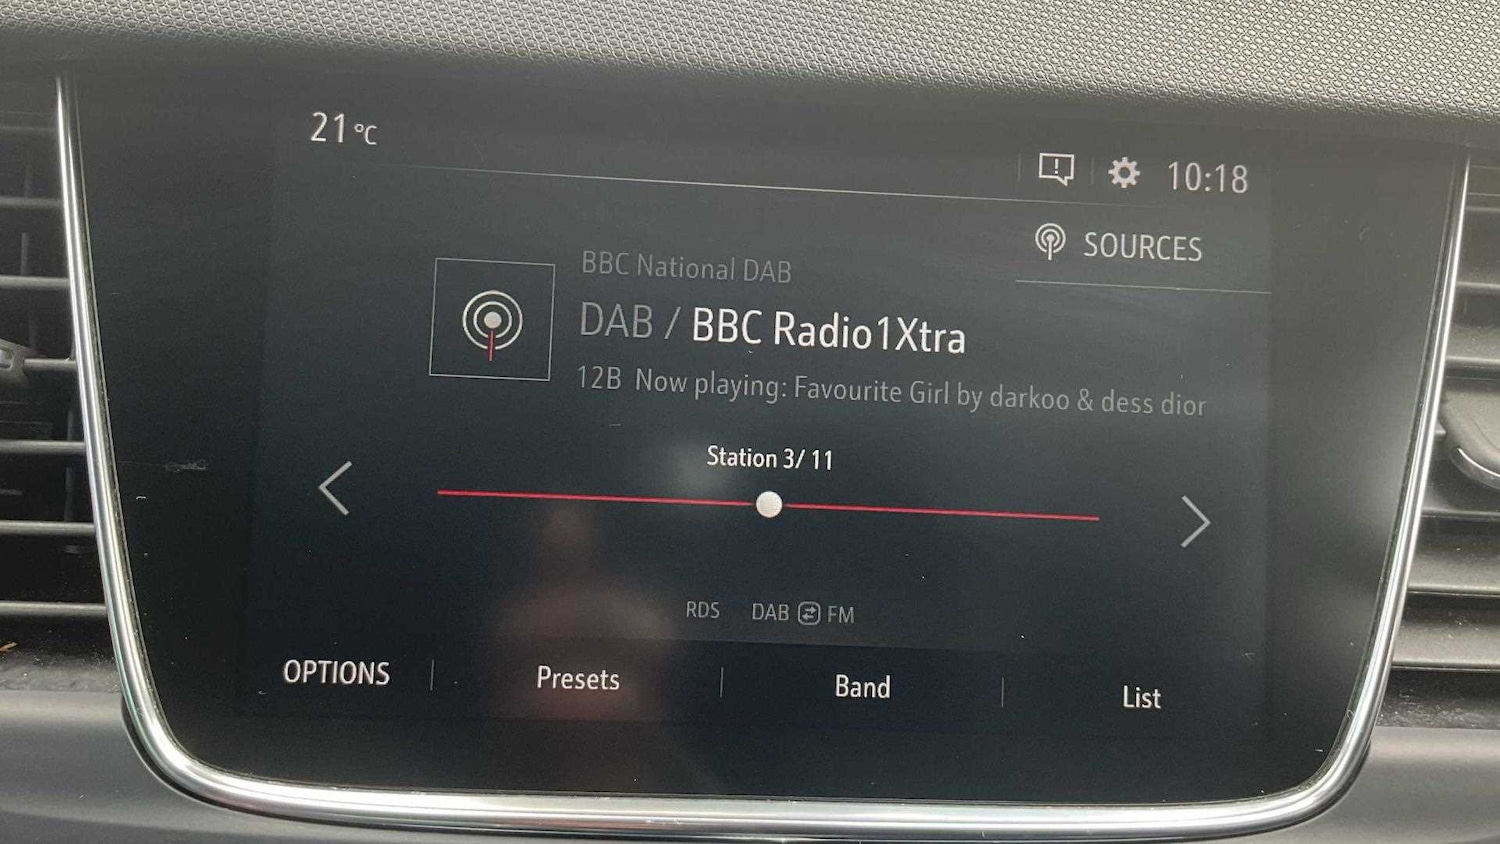 21°C
10:18
SOURCES
BBC National DAB
DAB / BBC Radio1Xtra
12B Now playing: Favourite Girl by darkoo & dess dior
Station 3/ 11
RDS DAB FM
OPTIONS Presets Band List